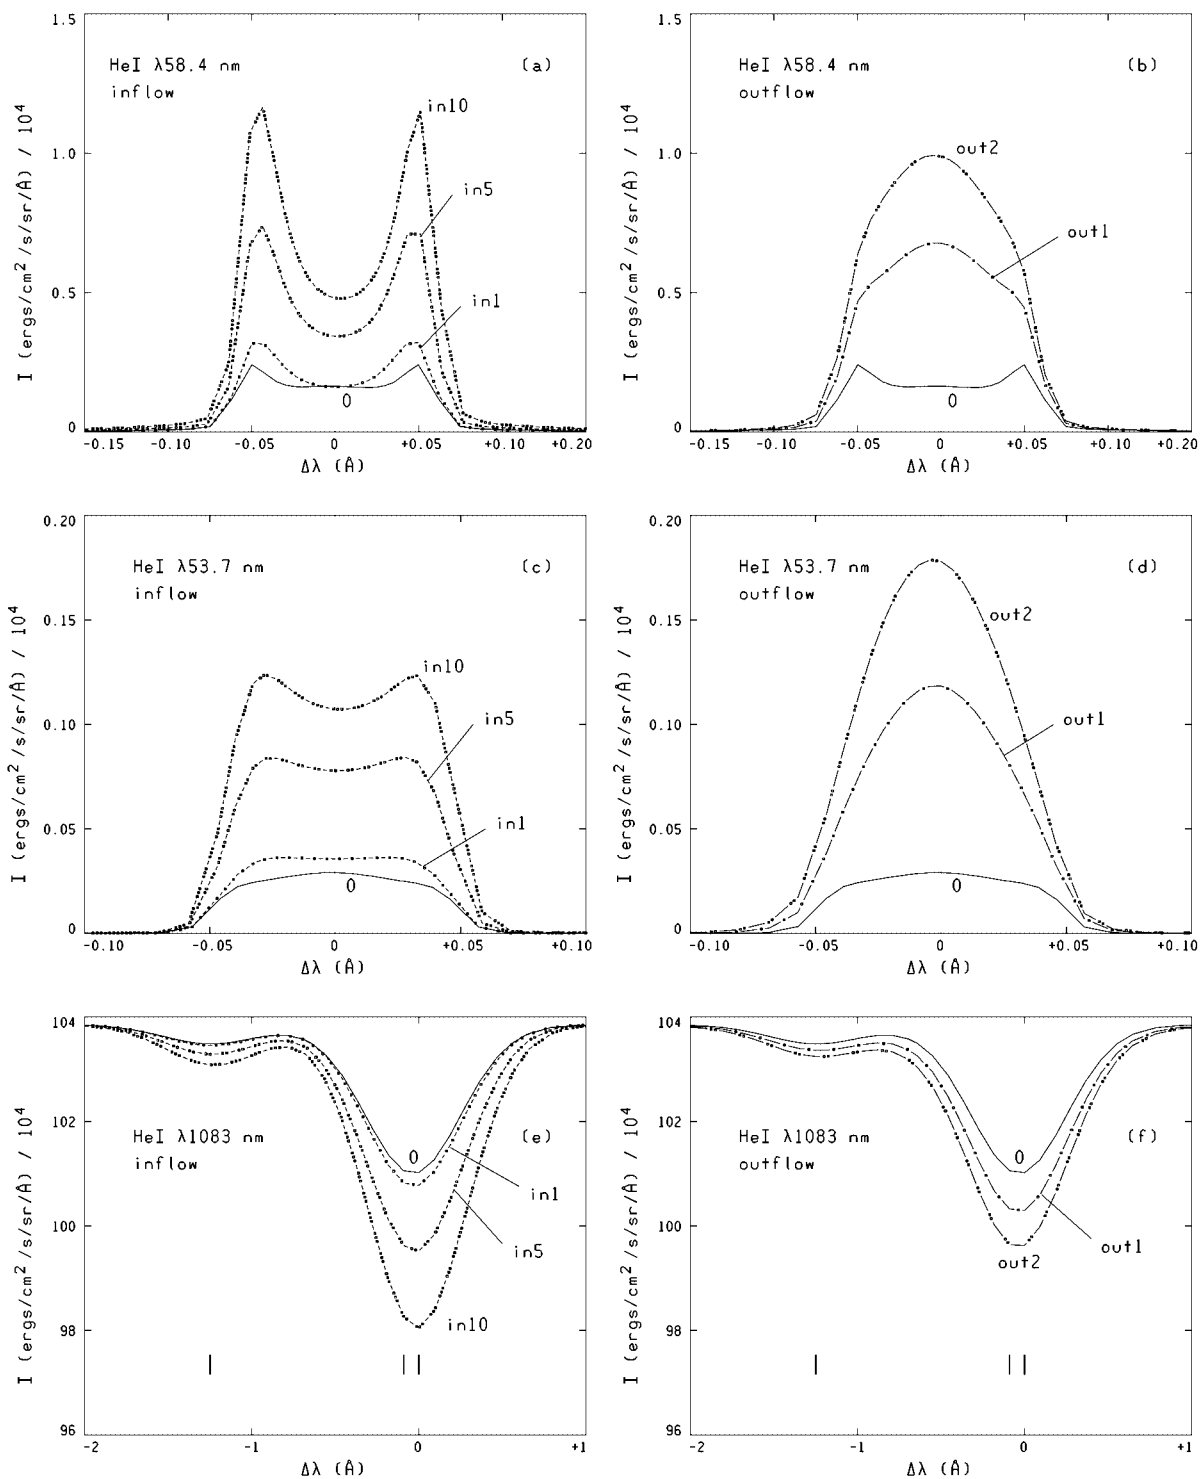 1.5
1.0
0.5
0
I (ergs/cm²/s/sr/Å) / 10⁴
HeI λ58.4 nm
inflow
(a)
in10
in5
in1
0
-0.15 -0.10 -0.05 0 +0.05 +0.10 +0.20
Δλ (Å)
1.5
1.0
0.5
0
I (ergs/cm²/s/sr/Å) / 10⁴
HeI λ58.4 nm
outflow
(b)
out2
out1
0
-0.15 -0.10 -0.05 0 +0.05 +0.10 +0.20
Δλ (Å)
0.20
0.15
0.10
0.05
0
I (ergs/cm²/s/sr/Å) / 10⁴
HeI λ53.7 nm
inflow
(c)
in10
in5
in1
0
-0.10 -0.05 0 +0.05 +0.10
Δλ (Å)
0.20
0.15
0.10
0.05
0
I (ergs/cm²/s/sr/Å) / 10⁴
HeI λ53.7 nm
outflow
(d)
out2
out1
0
-0.10 -0.05 0 +0.05 +0.10
Δλ (Å)
104
102
100
98
96
I (ergs/cm²/s/sr/Å) / 10⁴
HeI λ1083 nm
inflow
(e)
0
in1
in5
in10
-2 -1 0 +1
Δλ (Å)
104
102
100
98
96
I (ergs/cm²/s/sr/Å) / 10⁴
HeI λ1083 nm
outflow
(f)
0
out1
out2
-2 -1 0 +1
Δλ (Å)